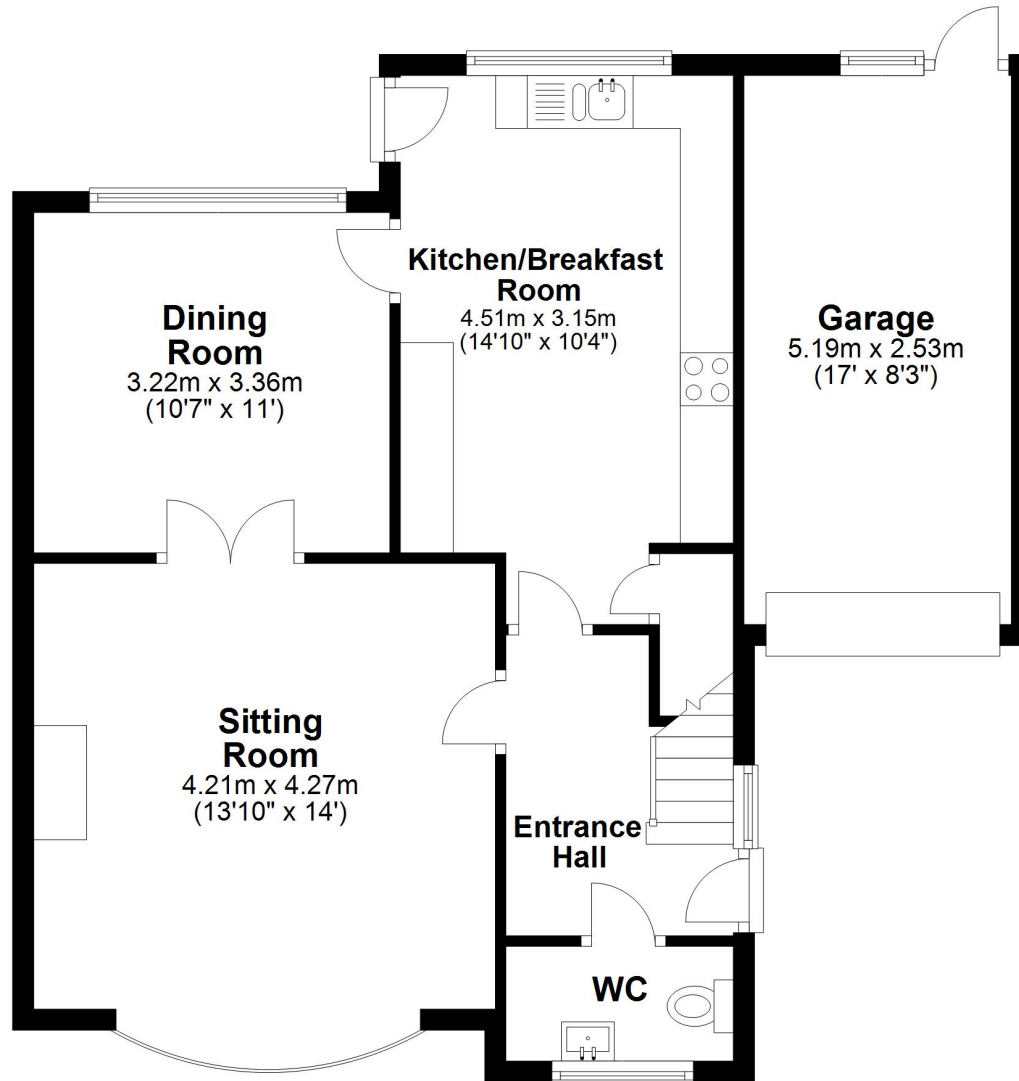 Kitchen/Breakfast
Room
4.51m x 3.15m
(14'10" x 10'4")
Dining
Room
3.22m x 3.36m
(10'7" x 11')
Garage
5.19m x 2.53m
(17' x 8'3")
Sitting
Room
4.21m x 4.27m
(13'10" x 14')
Entrance
Hall
WC